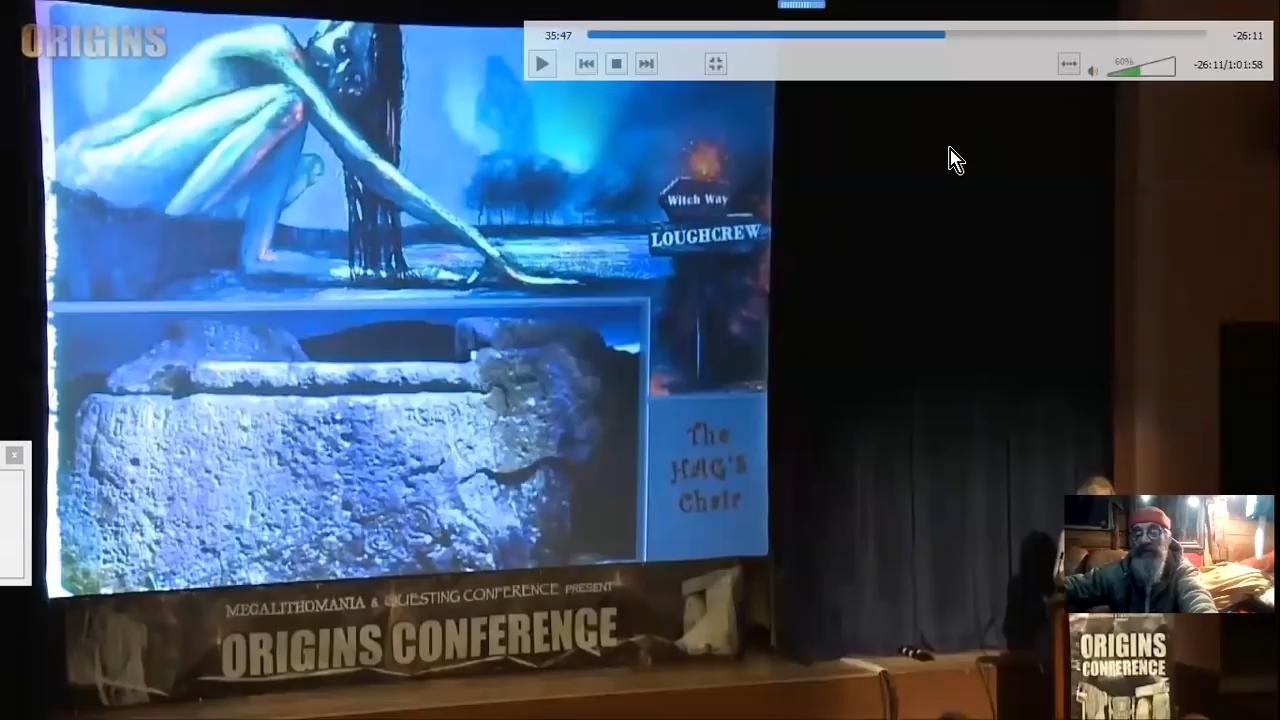 ORIGINS
35:47
-26:11
60%
-26:11/1:01:58
Witch Way
LOUGHCREW
The
HAG'S
Chair
MEGALITHOMANIA & QUESTING CONFERENCE PRESENT
ORIGINS CONFERENCE
ORIGINS
CONFERENCE